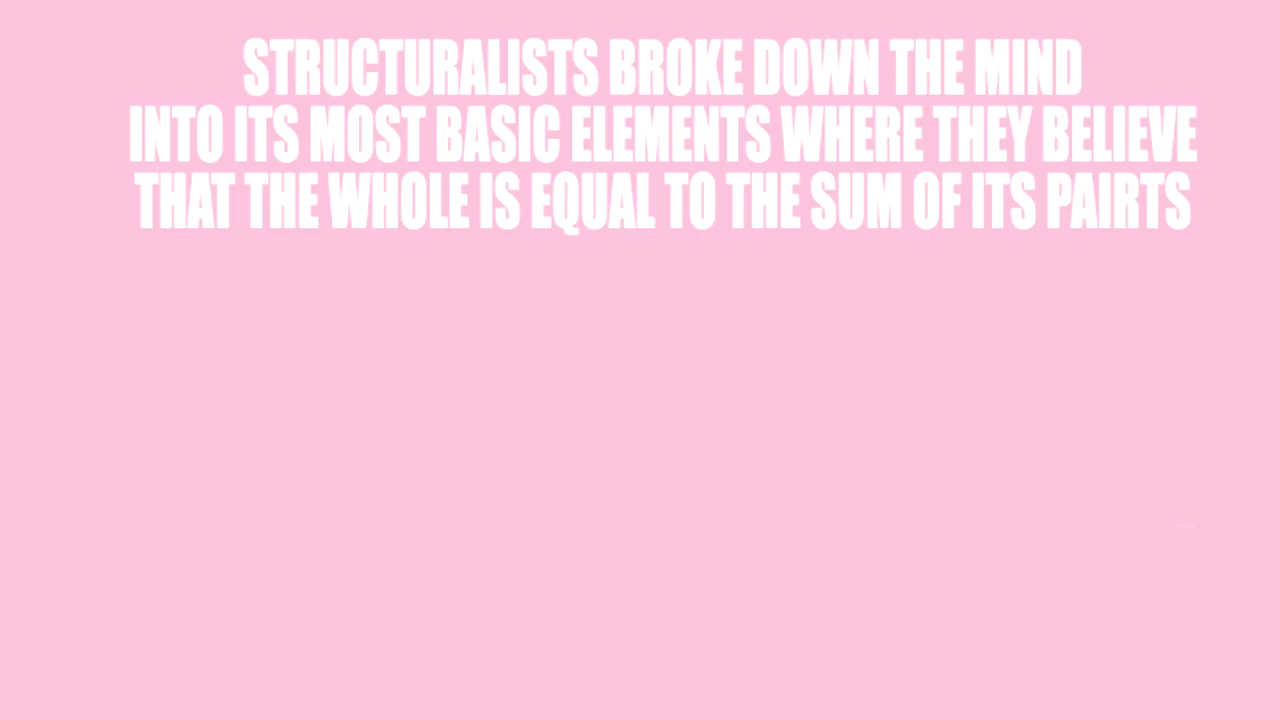 STRUCTURALISTS BROKE DOWN THE MIND
INTO ITS MOST BASIC ELEMENTS WHERE THEY BELIEVE
THAT THE WHOLE IS EQUAL TO THE SUM OF ITS PAIRTS